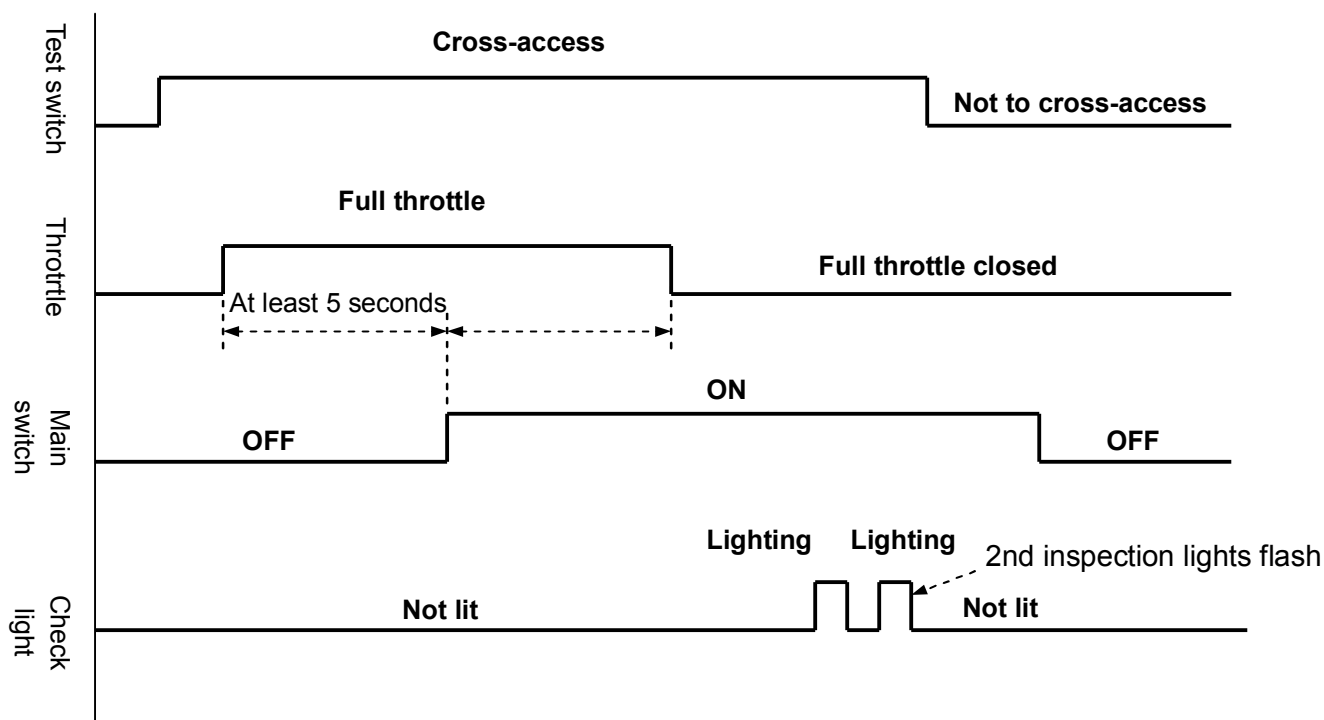 Test switch
Cross-access
Not to cross-access
Throtrtle
Full throttle
Full throttle closed
At least 5 seconds
Main
switch
OFF
ON
OFF
Check
light
Not lit
Lighting
Lighting
2nd inspection lights flash
Not lit